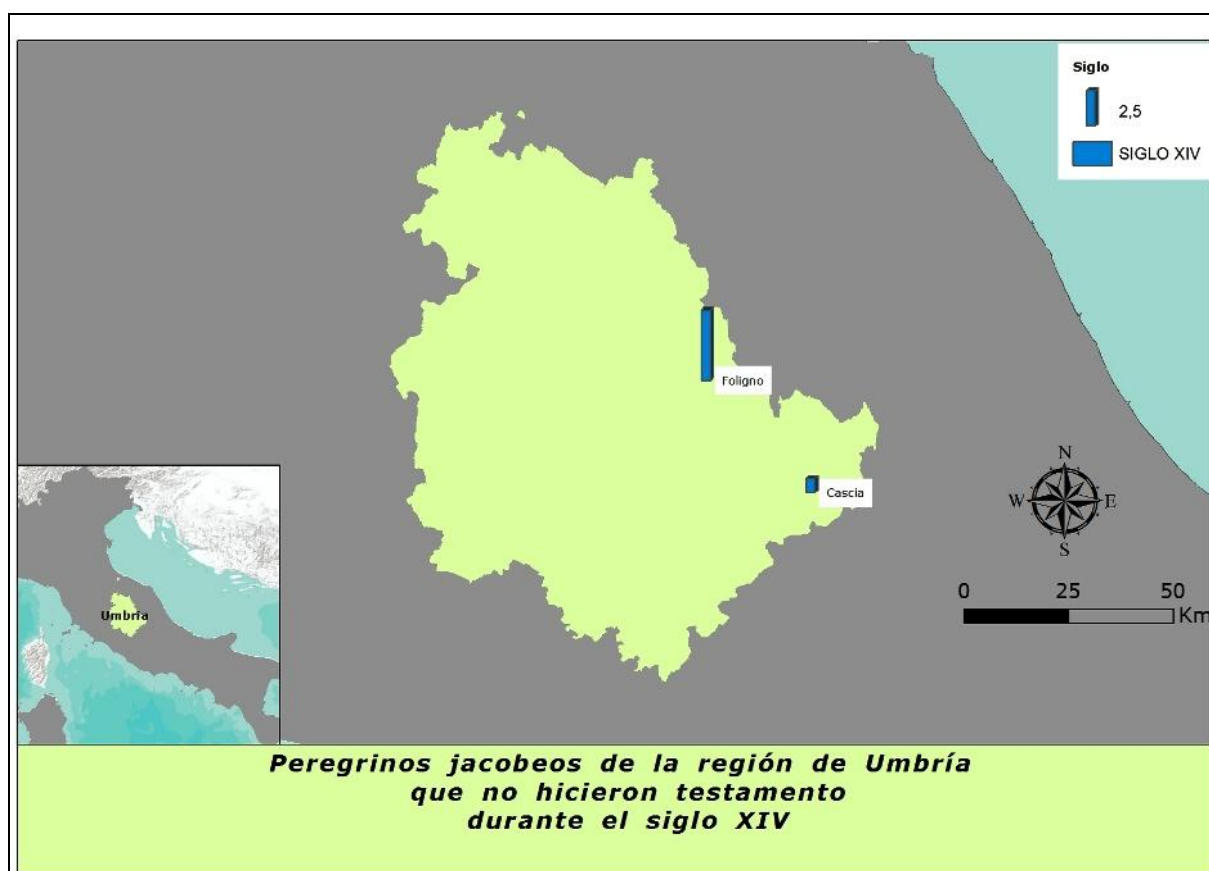 Siglo
2,5
SIGLO XIV
Foligno
Cascia
N
W E
S
0 25 50
Km
Umbría
Peregrinos jacobeos de la región de Umbría
que no hicieron testamento
durante el siglo XIV